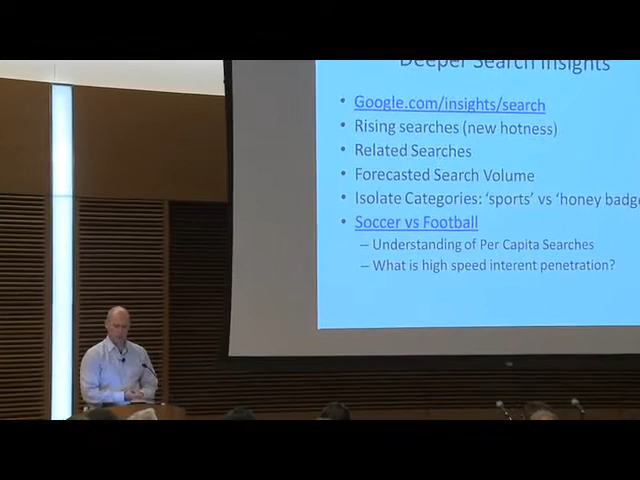 Deeper Search Insights
• Google.com/insights/search
• Rising searches (new hotness)
• Related Searches
• Forecasted Search Volume
• Isolate Categories: ‘sports’ vs ‘honey badge
• Soccer vs Football
– Understanding of Per Capita Searches
– What is high speed interent penetration?